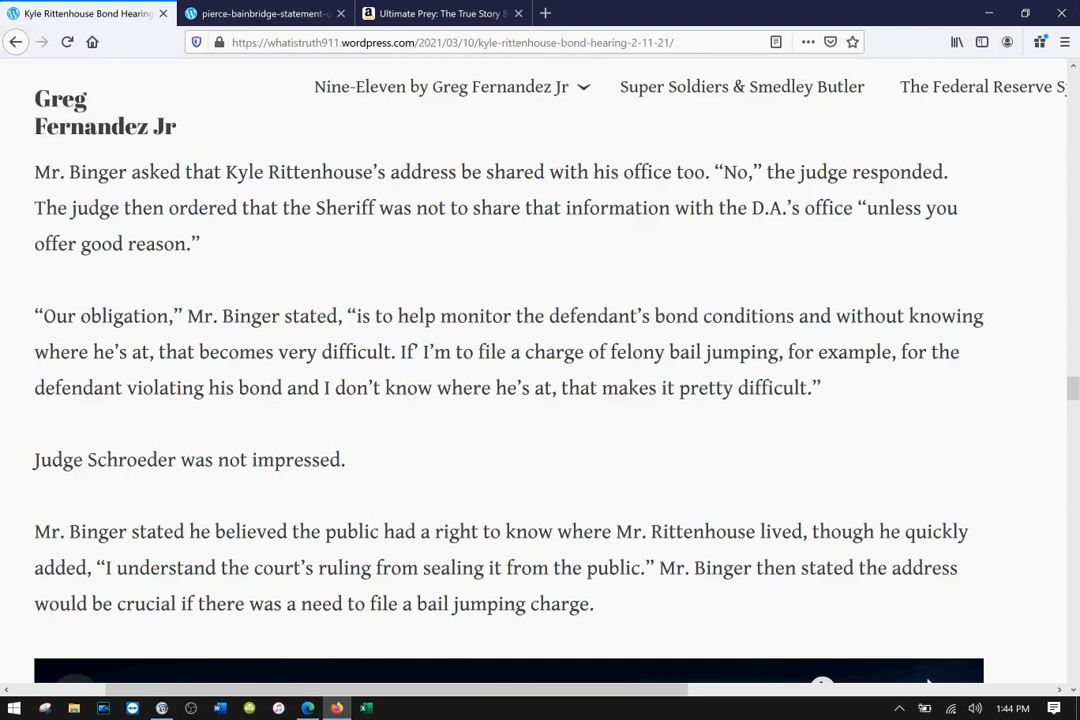 Kyle Rittenhouse Bond Hearing
pierce-bainbridge-statement-o
Ultimate Prey: The True Story B
https://whatistruth911.wordpress.com/2021/03/10/kyle-rittenhouse-bond-hearing-2-11-21/
Greg
Fernandez Jr
Nine-Eleven by Greg Fernandez Jr
Super Soldiers & Smedley Butler
The Federal Reserve Sy
Mr. Binger asked that Kyle Rittenhouse’s address be shared with his office too. “No,” the judge responded.
The judge then ordered that the Sheriff was not to share that information with the D.A.’s office “unless you
offer good reason.”
“Our obligation,” Mr. Binger stated, “is to help monitor the defendant’s bond conditions and without knowing
where he’s at, that becomes very difficult. If’ I’m to file a charge of felony bail jumping, for example, for the
defendant violating his bond and I don’t know where he’s at, that makes it pretty difficult.”
Judge Schroeder was not impressed.
Mr. Binger stated he believed the public had a right to know where Mr. Rittenhouse lived, though he quickly
added, “I understand the court’s ruling from sealing it from the public.” Mr. Binger then stated the address
would be crucial if there was a need to file a bail jumping charge.
1:44 PM